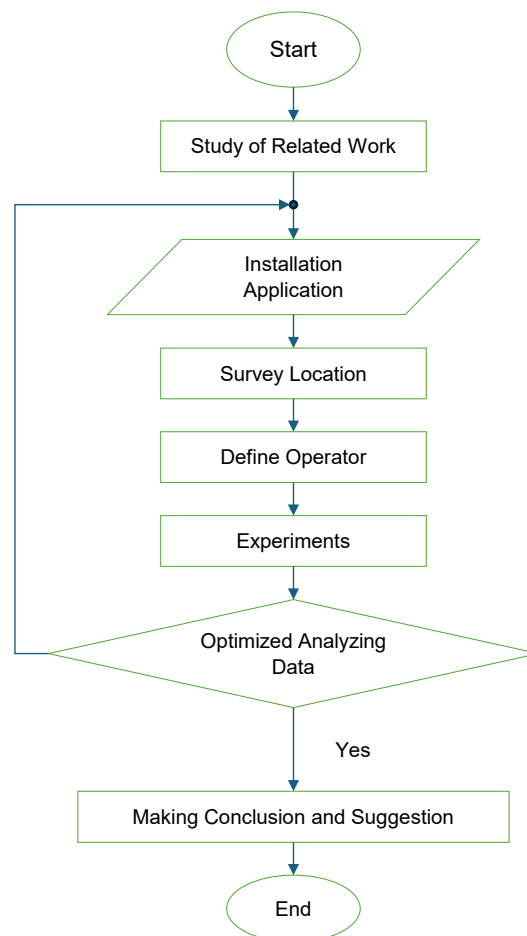 Start
Study of Related Work
Installation
Application
Survey Location
Define Operator
Experiments
Optimized Analyzing
Data
Yes
Making Conclusion and Suggestion
End